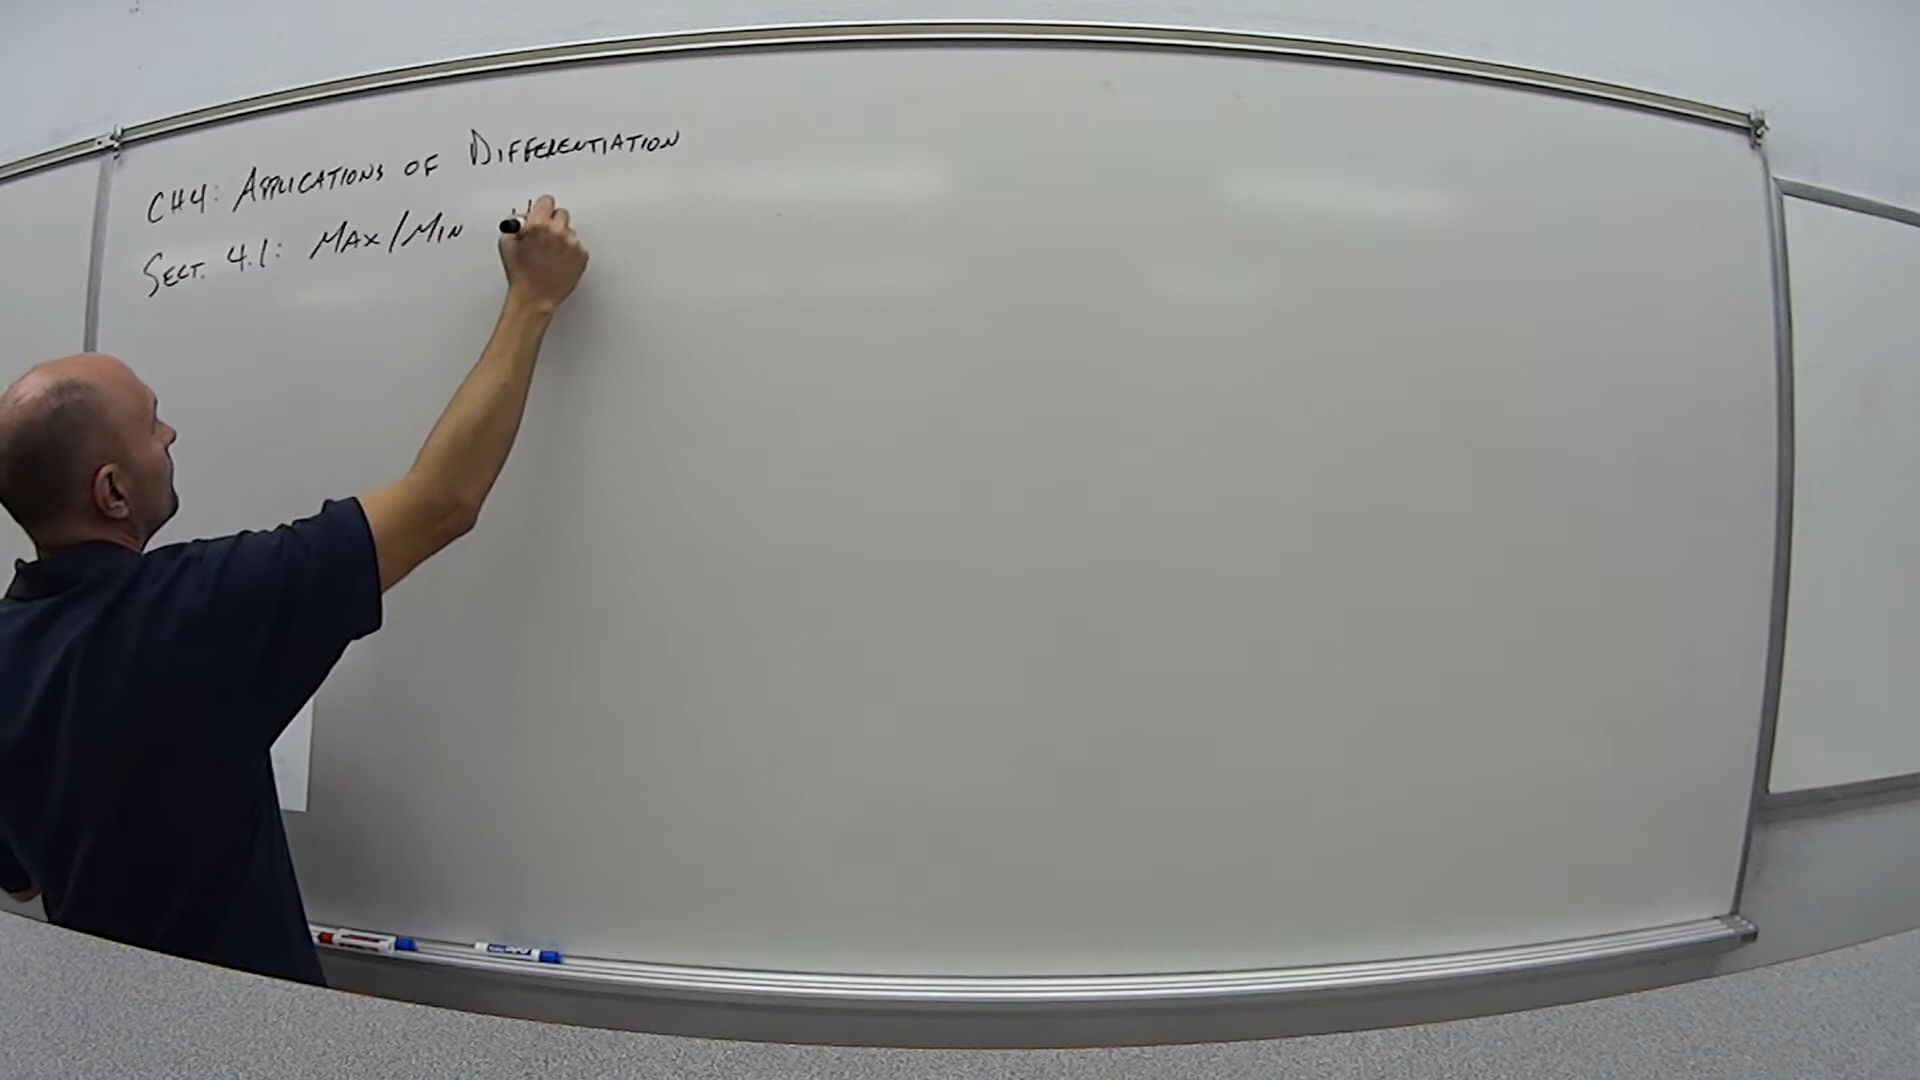 CH4: APPLICATIONS OF DIFFERENTIATION
SECT. 4.1: MAX/MIN